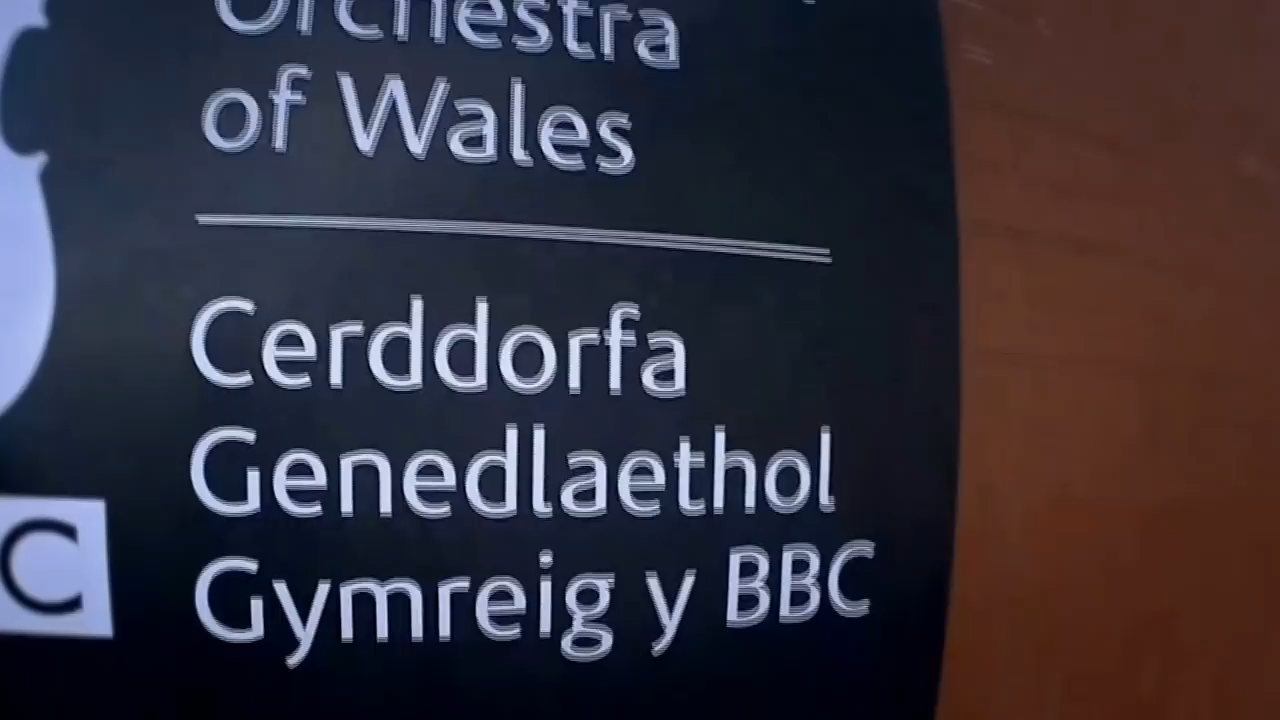 Orchestra
of Wales
Cerddorfa
Genedlaethol
Gymreig y BBC
C